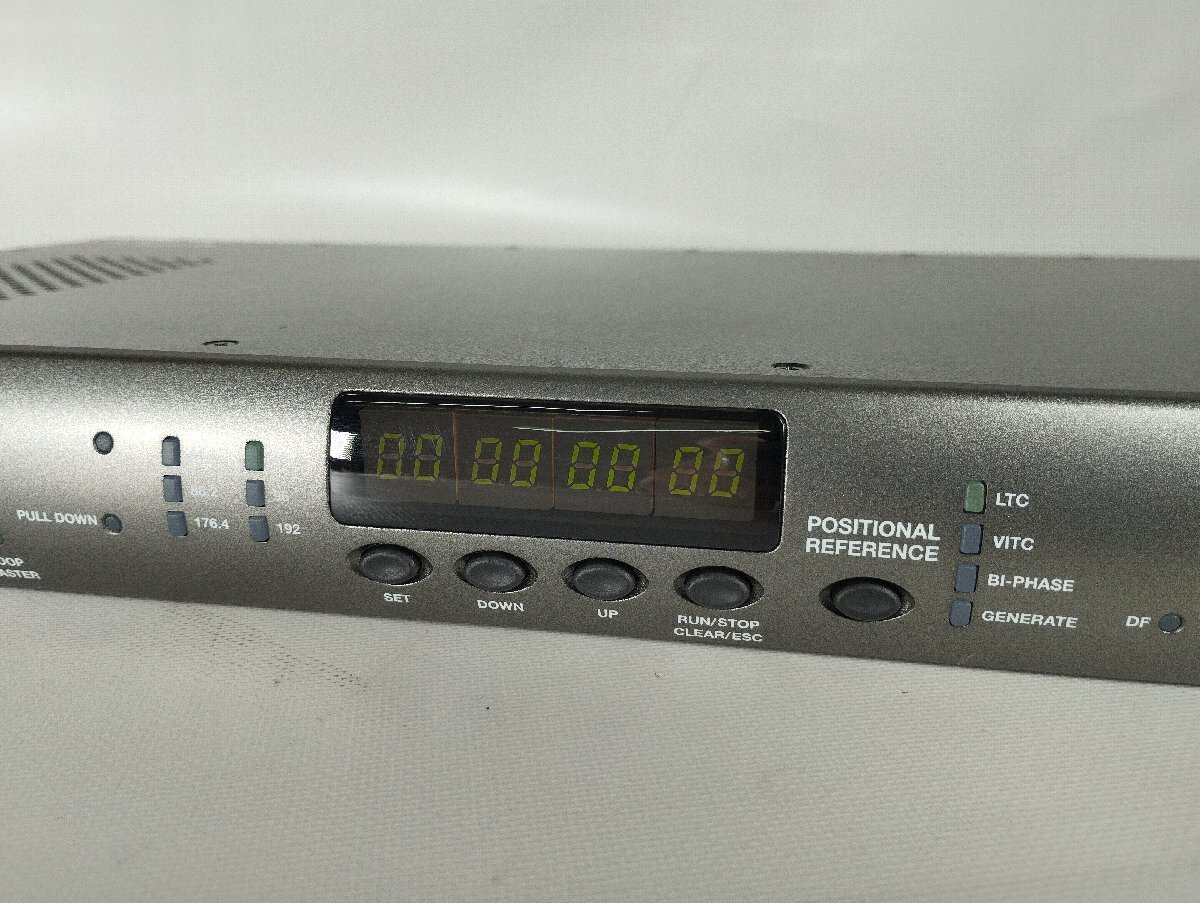 PULL DOWN
176.4
192
00 00 00 00
SET
DOWN
UP
RUN/STOP
CLEAR/ESC
POSITIONAL
REFERENCE
LTC
VITC
BI-PHASE
GENERATE
DF